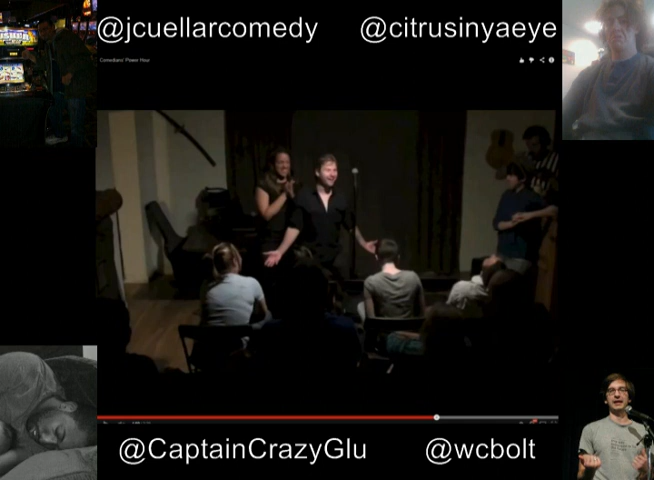 @jcuellarcomedy @citrusinyaeye
Comedians' Power Hour
@CaptainCrazyGlu @wcbolt